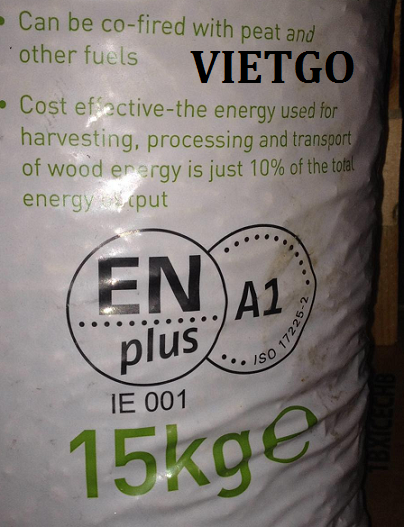 • Can be co-fired with peat and
other fuels
VIETGO
• Cost effective-the energy used for
harvesting, processing and transport
of wood energy is just 10% of the total
energy output
EN
plus
A1
ISO 17225-2
IE 001
15kg℮